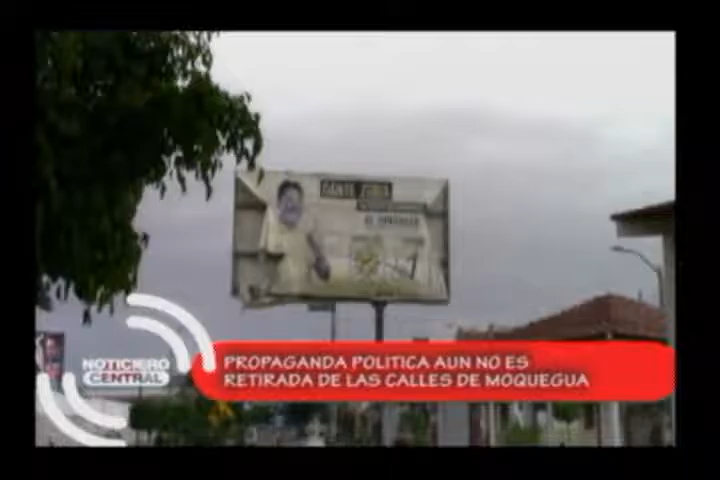 NOTICIERO
CENTRAL
PROPAGANDA POLITICA AUN NO ES
RETIRADA DE LAS CALLES DE MOQUEGUA